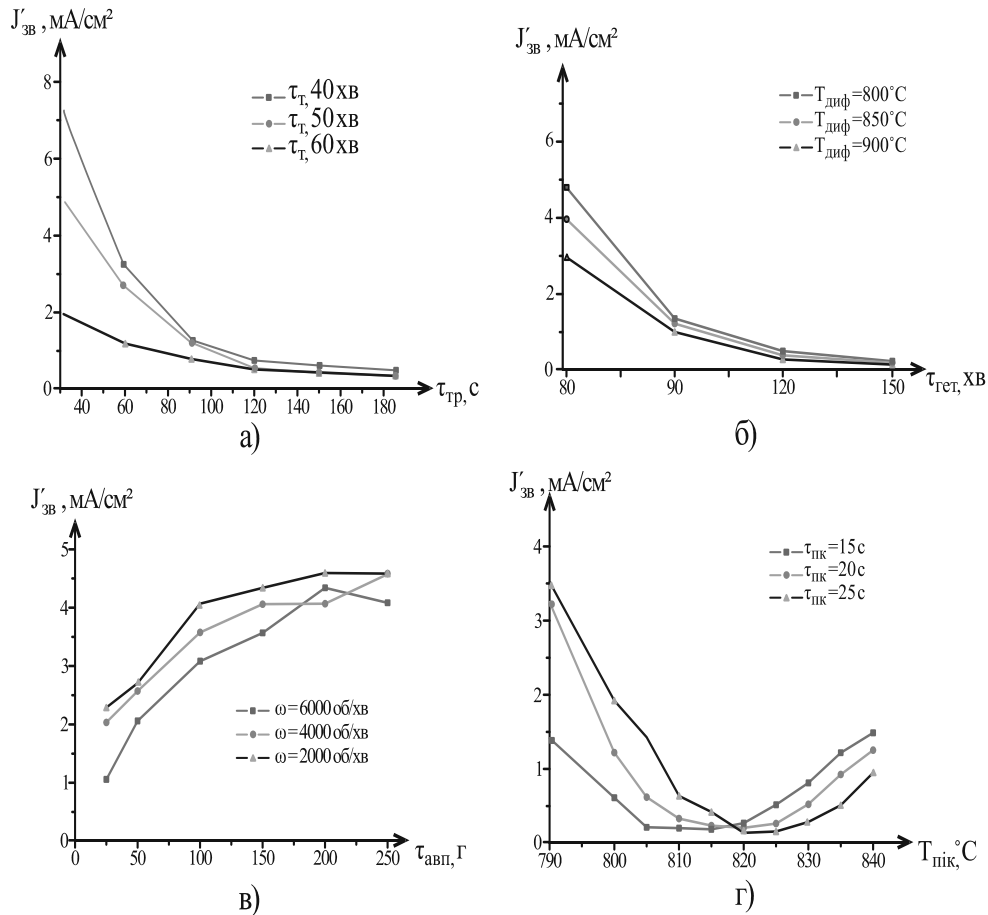 J′зв , мА/см²
8
6
4
2
0
40 60 80 100 120 140 160 180
τтр, с
τт, 40 хв
τт, 50 хв
τт, 60 хв
а)
J′зв , мА/см²
6
4
2
0
80 90 120 150
τгет, хв
Tдиф=800˚C
Tдиф=850˚C
Tдиф=900˚C
б)
J′зв , мА/см²
5
4
3
2
1
0
0 50 100 150 200 250
τавп, г
ω=6000 об/хв
ω=4000 об/хв
ω=2000 об/хв
в)
J′зв , мА/см²
4
3
2
1
0
790 800 810 820 830 840
Tпік,˚C
τпк=15 с
τпк=20 с
τпк=25 с
г)